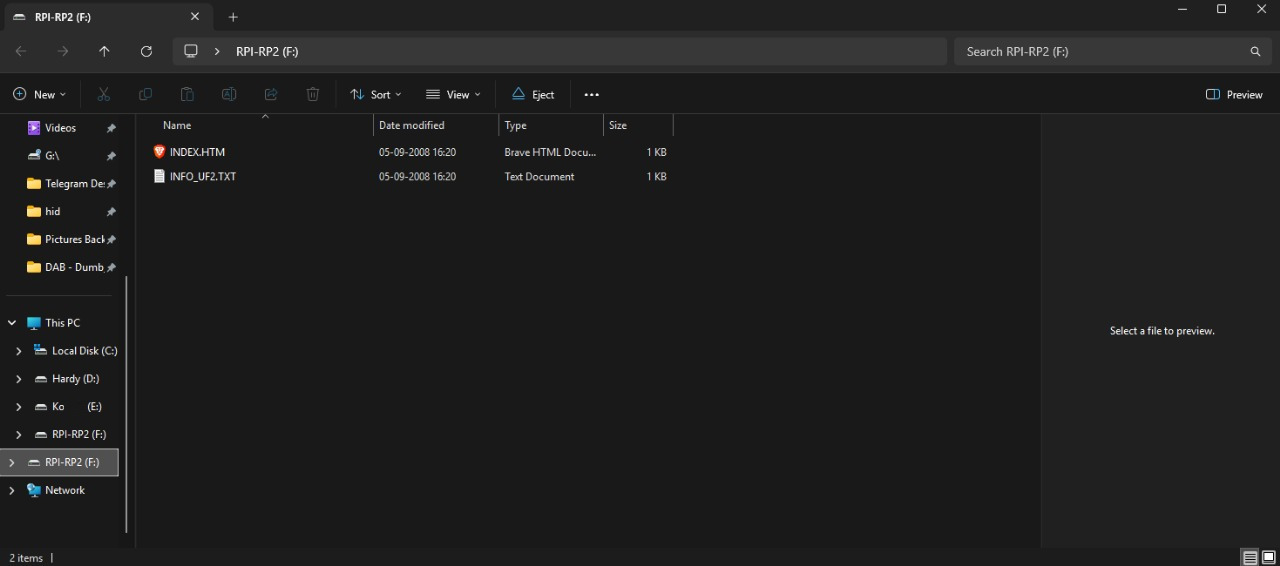 RPI-RP2 (F:)
RPI-RP2 (F:)
Search RPI-RP2 (F:)
New
Sort
View
Eject
Preview
Name
Date modified
Type
Size
INDEX.HTM
05-09-2008 16:20
Brave HTML Docu...
1 KB
INFO_UF2.TXT
05-09-2008 16:20
Text Document
1 KB
Videos
G:\
Telegram De
hid
Pictures Back
DAB - Dumb
This PC
Local Disk (C:)
Hardy (D:)
Ko (E:)
RPI-RP2 (F:)
RPI-RP2 (F:)
Network
Select a file to preview.
2 items